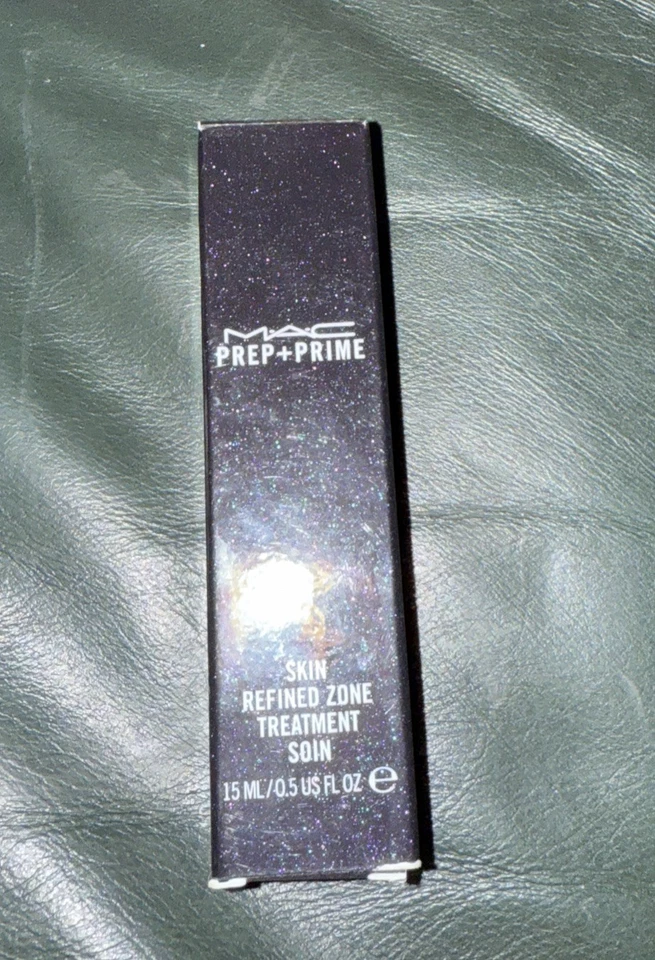 MAC
PREP+PRIME
SKIN
REFINED ZONE
TREATMENT
SOIN
15 ML/0.5 US FL OZ ℮